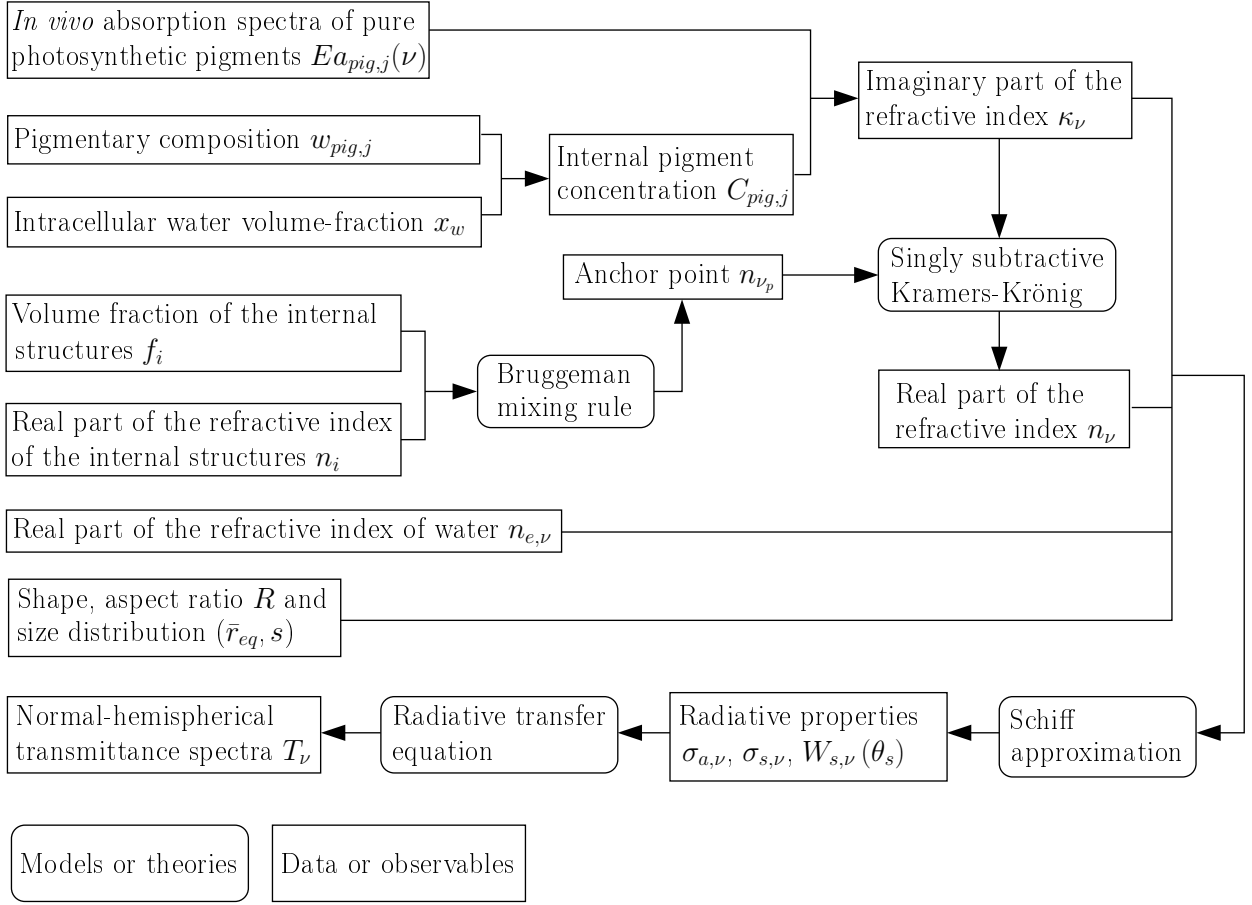 In vivo absorption spectra of pure
photosynthetic pigments Ea_{pig,j}(ν)
Imaginary part of the
refractive index κ_ν
Pigmentary composition w_{pig,j}
Internal pigment
concentration C_{pig,j}
Intracellular water volume-fraction x_w
Anchor point n_{ν_p}
Singly subtractive
Kramers-Krönig
Volume fraction of the internal
structures f_i
Bruggeman
mixing rule
Real part of the
refractive index n_ν
Real part of the refractive index
of the internal structures n_i
Real part of the refractive index of water n_{e,ν}
Shape, aspect ratio R and
size distribution (r̄_{eq}, s)
Normal-hemispherical
transmittance spectra T_ν
Radiative transfer
equation
Radiative properties
σ_{a,ν}, σ_{s,ν}, W_{s,ν}(θ_s)
Schiff
approximation
Models or theories
Data or observables